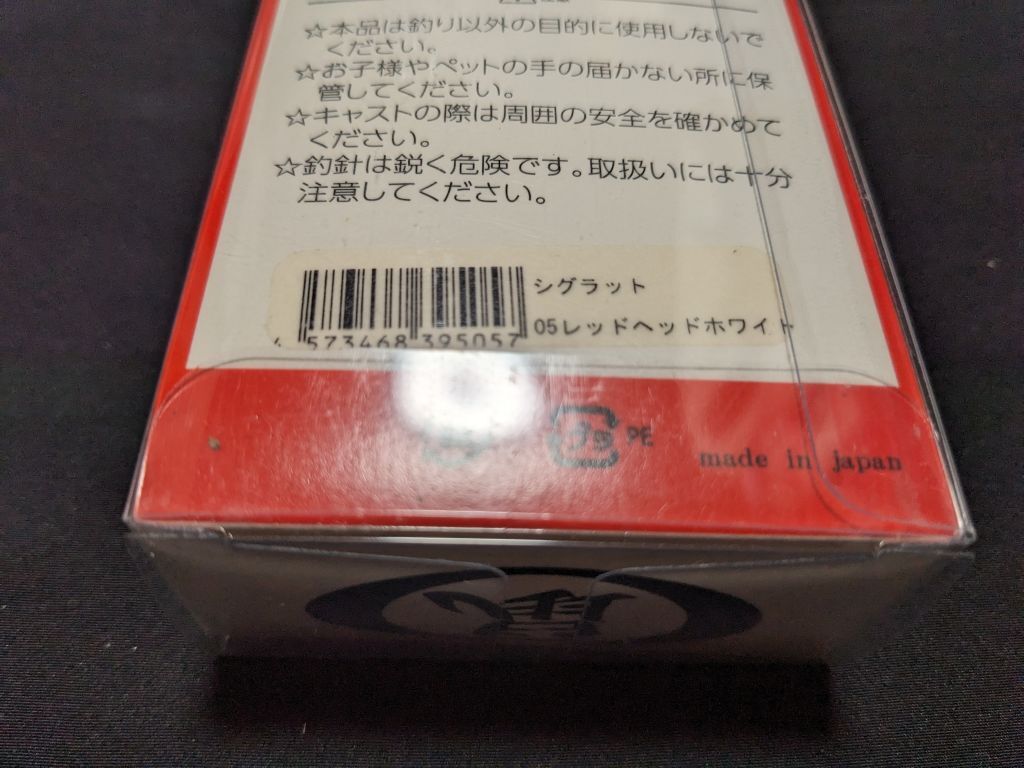 ☆本品は釣り以外の目的に使用しないで
ください。
☆お子様やペットの手の届かない所に保
管してください。
☆キャストの際は周囲の安全を確かめて
ください。
☆釣針は鋭く危険です。取扱いには十分
注意してください。
シグラット
4 573468 395057
05レッドヘッドホワイト
プラ PE
made in japan